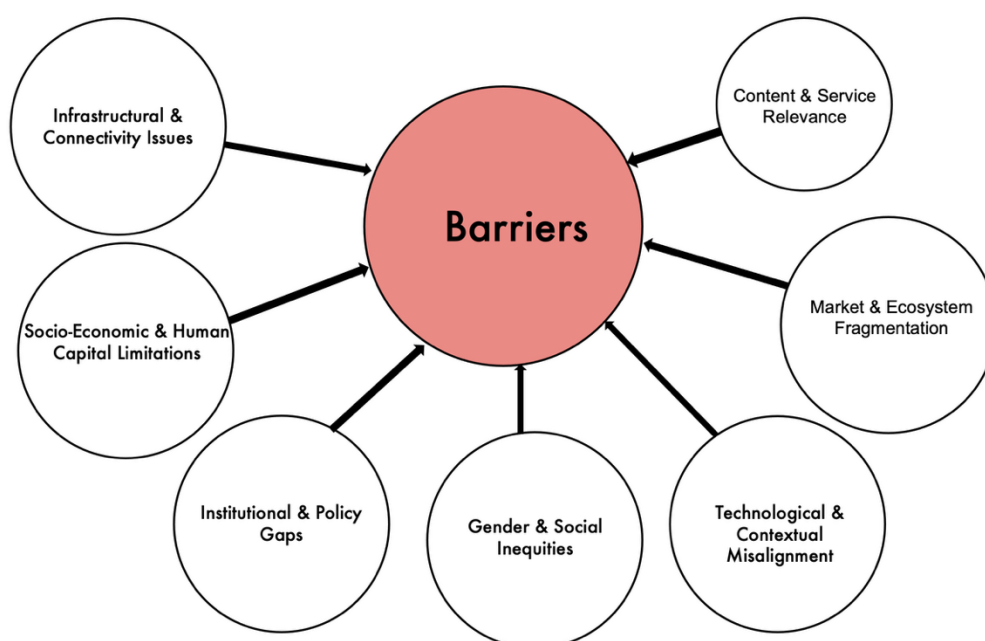 Infrastructural &
Connectivity Issues
Content & Service
Relevance
Barriers
Socio-Economic & Human
Capital Limitations
Market & Ecosystem
Fragmentation
Institutional & Policy
Gaps
Gender & Social
Inequities
Technological &
Contextual
Misalignment